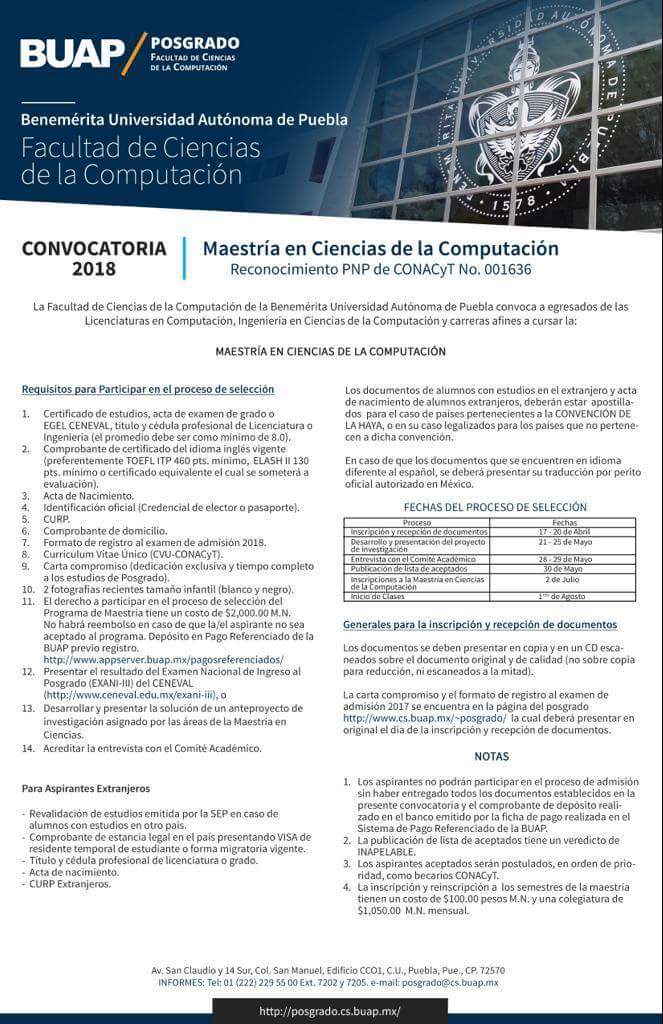 BUAP
POSGRADO
FACULTAD DE CIENCIAS
DE LA COMPUTACIÓN
Benemérita Universidad Autónoma de Puebla
Facultad de Ciencias
de la Computación
BENEMÉRITA UNIVERSIDAD AUTÓNOMA DE PUEBLA
· 1578 ·
CONVOCATORIA
2018
Maestría en Ciencias de la Computación
Reconocimiento PNP de CONACyT No. 001636
La Facultad de Ciencias de la Computación de la Benemérita Universidad Autónoma de Puebla convoca a egresados de las
Licenciaturas en Computación, Ingeniería en Ciencias de la Computación y carreras afines a cursar la:
MAESTRÍA EN CIENCIAS DE LA COMPUTACIÓN
Requisitos para Participar en el proceso de selección
1. Certificado de estudios, acta de examen de grado o
EGEL CENEVAL, título y cédula profesional de Licenciatura o
Ingeniería (el promedio debe ser como mínimo de 8.0).
2. Comprobante de certificado del idioma inglés vigente
(preferentemente TOEFL ITP 460 pts. mínimo, ELASH II 130
pts. mínimo o certificado equivalente el cual se someterá a
evaluación).
3. Acta de Nacimiento.
4. Identificación oficial (Credencial de elector o pasaporte).
5. CURP.
6. Comprobante de domicilio.
7. Formato de registro al examen de admisión 2018.
8. Curriculum Vitae Único (CVU-CONACyT).
9. Carta compromiso (dedicación exclusiva y tiempo completo
a los estudios de Posgrado).
10. 2 fotografías recientes tamaño infantil (blanco y negro).
11. El derecho a participar en el proceso de selección del
Programa de Maestría tiene un costo de $2,000.00 M.N.
No habrá reembolso en caso de que la/el aspirante no sea
aceptado al programa. Depósito en Pago Referenciado de la
BUAP previo registro.
http://www.appserver.buap.mx/pagosreferenciados/
12. Presentar el resultado del Examen Nacional de Ingreso al
Posgrado (EXANI-III) del CENEVAL
(http://www.ceneval.edu.mx/exani-iii), o
13. Desarrollar y presentar la solución de un anteproyecto de
investigación asignado por las áreas de la Maestría en
Ciencias.
14. Acreditar la entrevista con el Comité Académico.
Para Aspirantes Extranjeros
- Revalidación de estudios emitida por la SEP en caso de
alumnos con estudios en otro país.
- Comprobante de estancia legal en el país presentando VISA de
residente temporal de estudiante o forma migratoria vigente.
- Título y cédula profesional de licenciatura o grado.
- Acta de nacimiento.
- CURP Extranjeros.
Los documentos de alumnos con estudios en el extranjero y acta
de nacimiento de alumnos extranjeros, deberán estar apostilla-
dos para el caso de países pertenecientes a la CONVENCIÓN DE
LA HAYA, o en su caso legalizados para los países que no pertene-
cen a dicha convención.
En caso de que los documentos que se encuentren en idioma
diferente al español, se deberá presentar su traducción por perito
oficial autorizado en México.
FECHAS DEL PROCESO DE SELECCIÓN
Proceso Fechas
Inscripción y recepción de documentos 17 - 20 de Abril
Desarrollo y presentación del proyecto
de investigación 21 - 25 de Mayo
Entrevista con el Comité Académico 28 - 29 de Mayo
Publicación de lista de aceptados 30 de Mayo
Inscripciones a la Maestría en Ciencias
de la Computación 2 de Julio
Inicio de Clases 1ro de Agosto
Generales para la inscripción y recepción de documentos
Los documentos se deben presentar en copia y en un CD esca-
neados sobre el documento original y de calidad (no sobre copia
para reducción, ni escaneados a la mitad).
La carta compromiso y el formato de registro al examen de
admisión 2017 se encuentra en la página del posgrado
http://www.cs.buap.mx/~posgrado/ la cual deberá presentar en
original el día de la inscripción y recepción de documentos.
NOTAS
1. Los aspirantes no podrán participar en el proceso de admisión
sin haber entregado todos los documentos establecidos en la
presente convocatoria y el comprobante de depósito reali-
zado en el banco emitido por la ficha de pago realizada en el
Sistema de Pago Referenciado de la BUAP.
2. La publicación de lista de aceptados tiene un veredicto de
INAPELABLE.
3. Los aspirantes aceptados serán postulados, en orden de prio-
ridad, como becarios CONACyT.
4. La inscripción y reinscripción a los semestres de la maestría
tienen un costo de $100.00 pesos M.N. y una colegiatura de
$1,050.00 M.N. mensual.
Av. San Claudio y 14 Sur, Col. San Manuel, Edificio CCO1, C.U., Puebla, Pue., CP. 72570
INFORMES: Tel: 01 (222) 229 55 00 Ext. 7202 y 7205. e-mail: posgrado@cs.buap.mx
http://posgrado.cs.buap.mx/